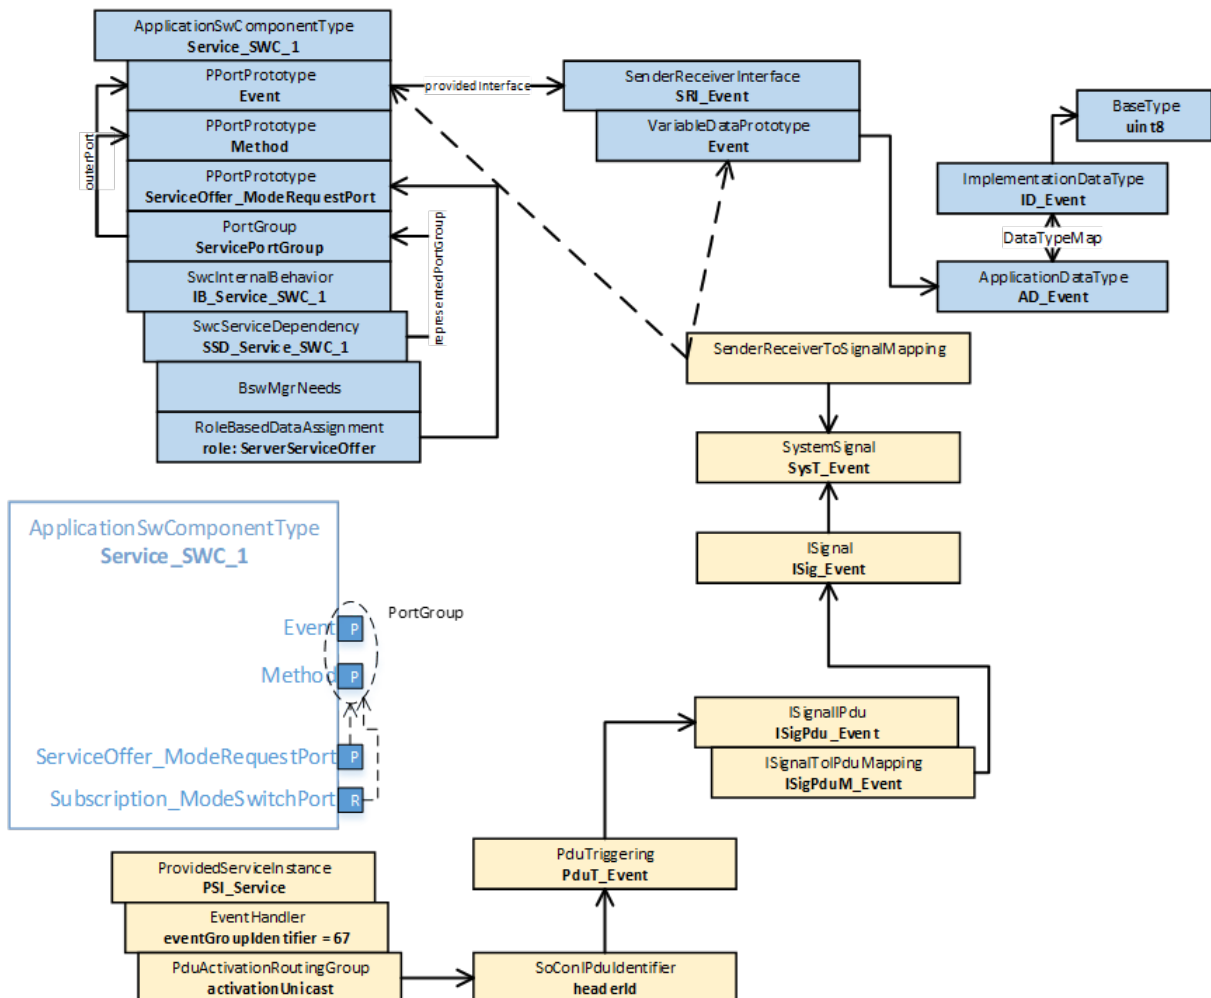 ApplicationSwComponentType
Service_SWC_1
PPortPrototype
Event
PPortPrototype
Method
PPortPrototype
ServiceOffer_ModeRequestPort
PortGroup
ServicePortGroup
SwcInternalBehavior
IB_Service_SWC_1
SwcServiceDependency
SSD_Service_SWC_1
BswMgrNeeds
RoleBasedDataAssignment
role: ServerServiceOffer
outerPort
representedPortGroup
providedInterface
SenderReceiverInterface
SRI_Event
VariableDataPrototype
Event
BaseType
uint8
ImplementationDataType
ID_Event
DataTypeMap
ApplicationDataType
AD_Event
SenderReceiverToSignalMapping
SystemSignal
SysT_Event
ISignal
ISig_Event
ApplicationSwComponentType
Service_SWC_1
PortGroup
Event P
Method P
ServiceOffer_ModeRequestPort P
Subscription_ModeSwitchPort R
ISignalIPdu
ISigPdu_Event
ISignalToIPduMapping
ISigPduM_Event
PduTriggering
PduT_Event
ProvidedServiceInstance
PSI_Service
EventHandler
eventGroupIdentifier = 67
PduActivationRoutingGroup
activationUnicast
SoConIPduIdentifier
headerId